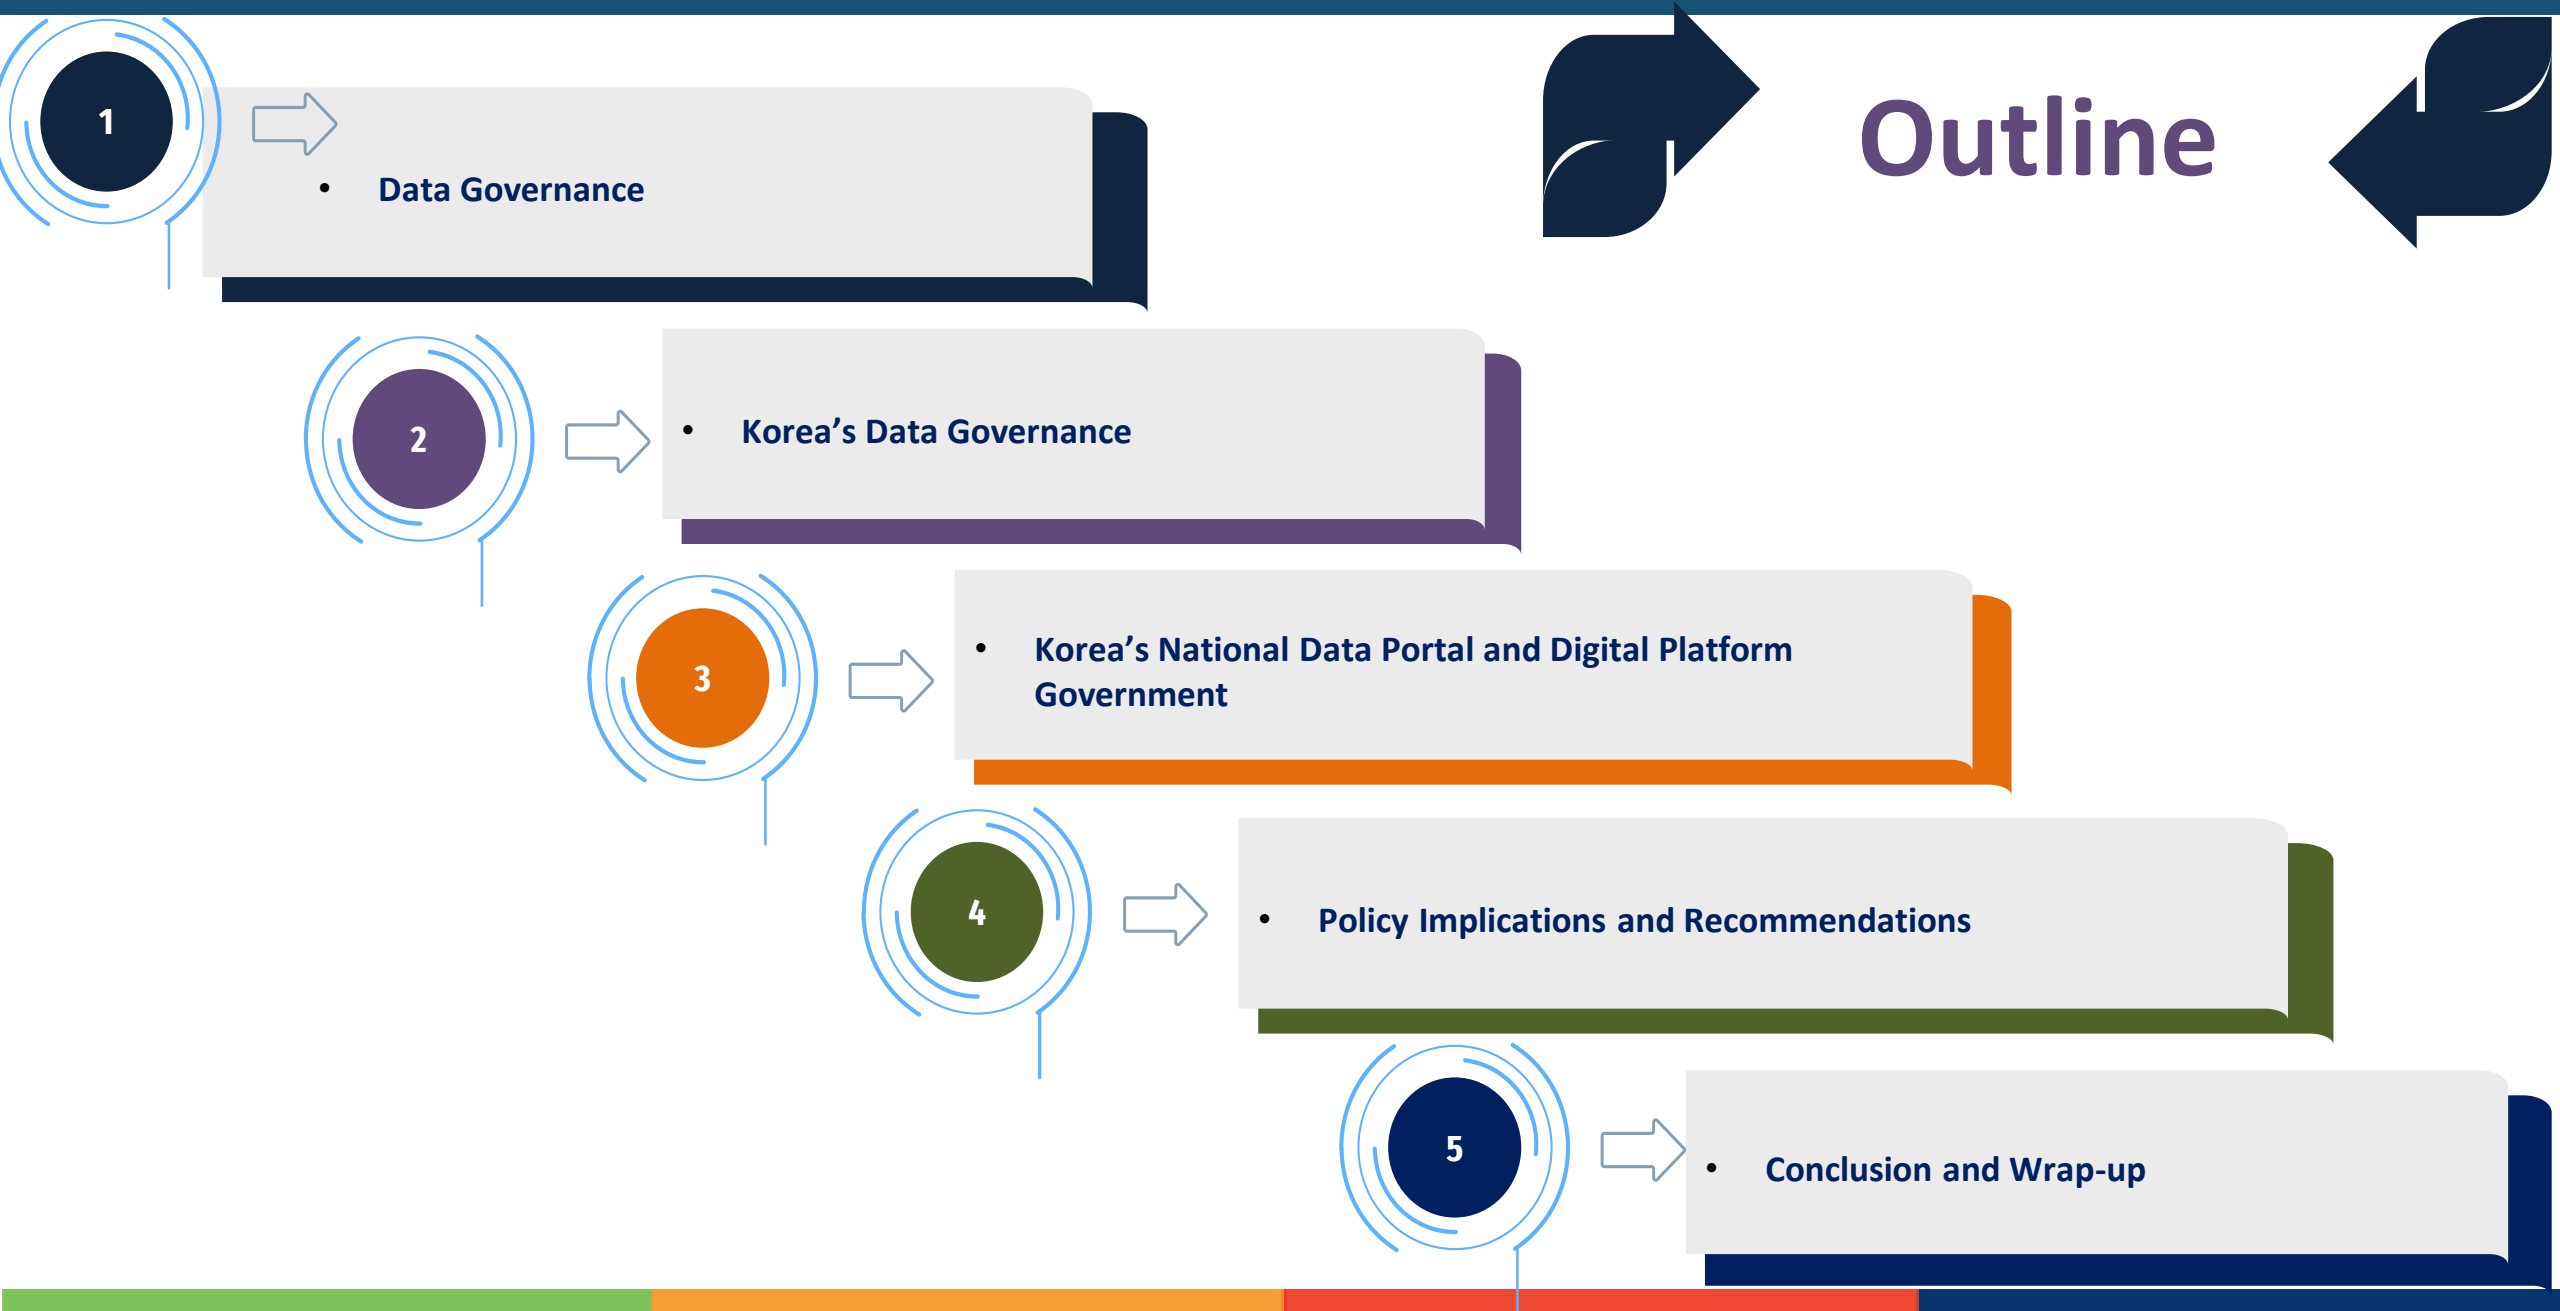 Outline
1
• Data Governance
2
• Korea’s Data Governance
3
• Korea’s National Data Portal and Digital Platform
Government
4
• Policy Implications and Recommendations
5
• Conclusion and Wrap-up